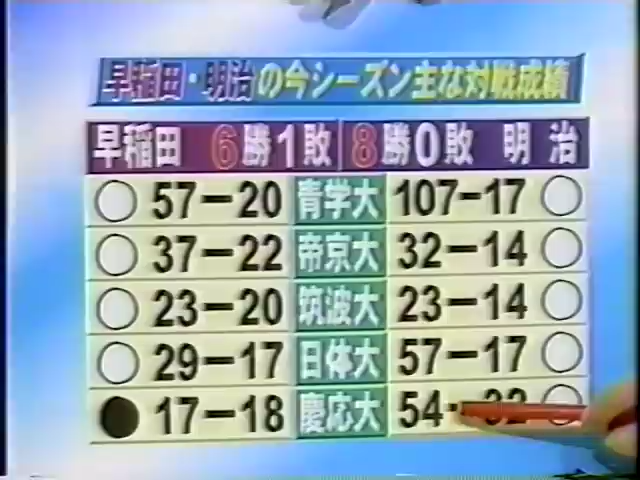 早稲田・明治の今シーズン主な対戦成績
早稲田 6勝1敗 8勝0敗 明治
○ 57－20 青学大 107－17 ○
○ 37－22 帝京大 32－14 ○
○ 23－20 筑波大 23－14 ○
○ 29－17 日体大 57－17 ○
● 17－18 慶応大 54－32 ○